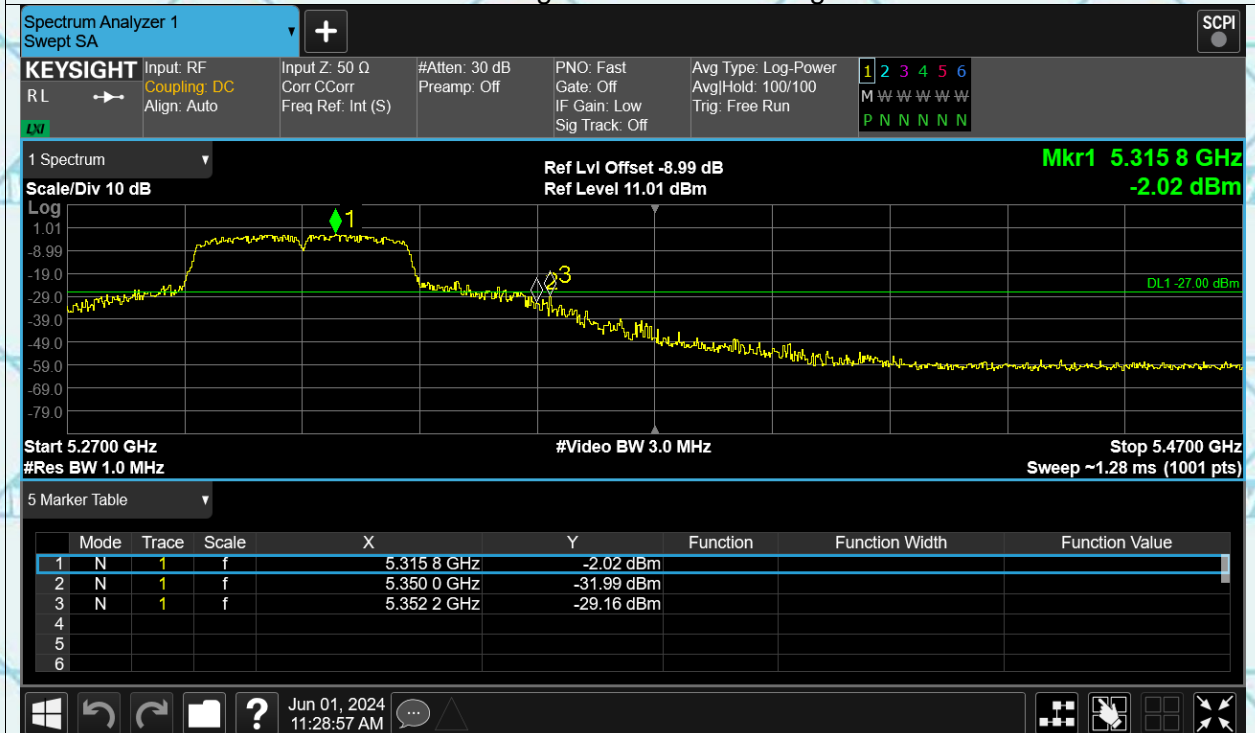 Spectrum Analyzer 1
Swept SA
+
SCPI
KEYSIGHT
RL
LXI
Input: RF
Coupling: DC
Align: Auto
Input Z: 50 Ω
Corr CCorr
Freq Ref: Int (S)
#Atten: 30 dB
Preamp: Off
PNO: Fast
Gate: Off
IF Gain: Low
Sig Track: Off
Avg Type: Log-Power
Avg|Hold: 100/100
Trig: Free Run
1 2 3 4 5 6
M W W W W W
P N N N N N
1 Spectrum
Scale/Div 10 dB
Ref Lvl Offset -8.99 dB
Ref Level 11.01 dBm
Mkr1 5.315 8 GHz
-2.02 dBm
Log
1.01
-8.99
-19.0
-29.0
-39.0
-49.0
-59.0
-69.0
-79.0
1
2
3
DL1 -27.00 dBm
Start 5.2700 GHz
#Video BW 3.0 MHz
Stop 5.4700 GHz
#Res BW 1.0 MHz
Sweep ~1.28 ms (1001 pts)
5 Marker Table
Mode Trace Scale X Y Function Function Width Function Value
1 N 1 f 5.315 8 GHz -2.02 dBm
2 N 1 f 5.350 0 GHz -31.99 dBm
3 N 1 f 5.352 2 GHz -29.16 dBm
4
5
6
?
Jun 01, 2024
11:28:57 AM